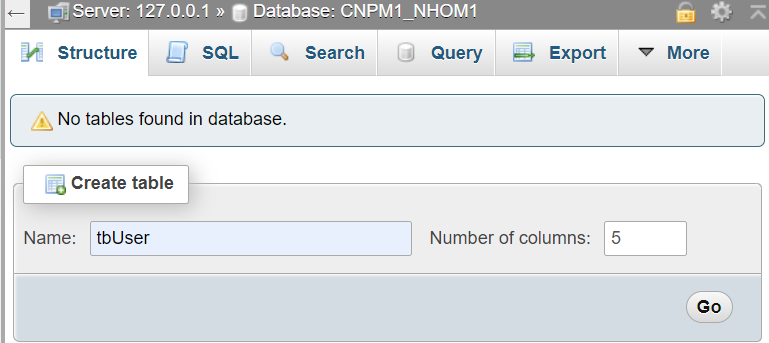 Server: 127.0.0.1 » Database: CNPM1_NHOM1
Structure SQL Search Query Export More
No tables found in database.
Create table
Name: tbUser Number of columns: 5
Go